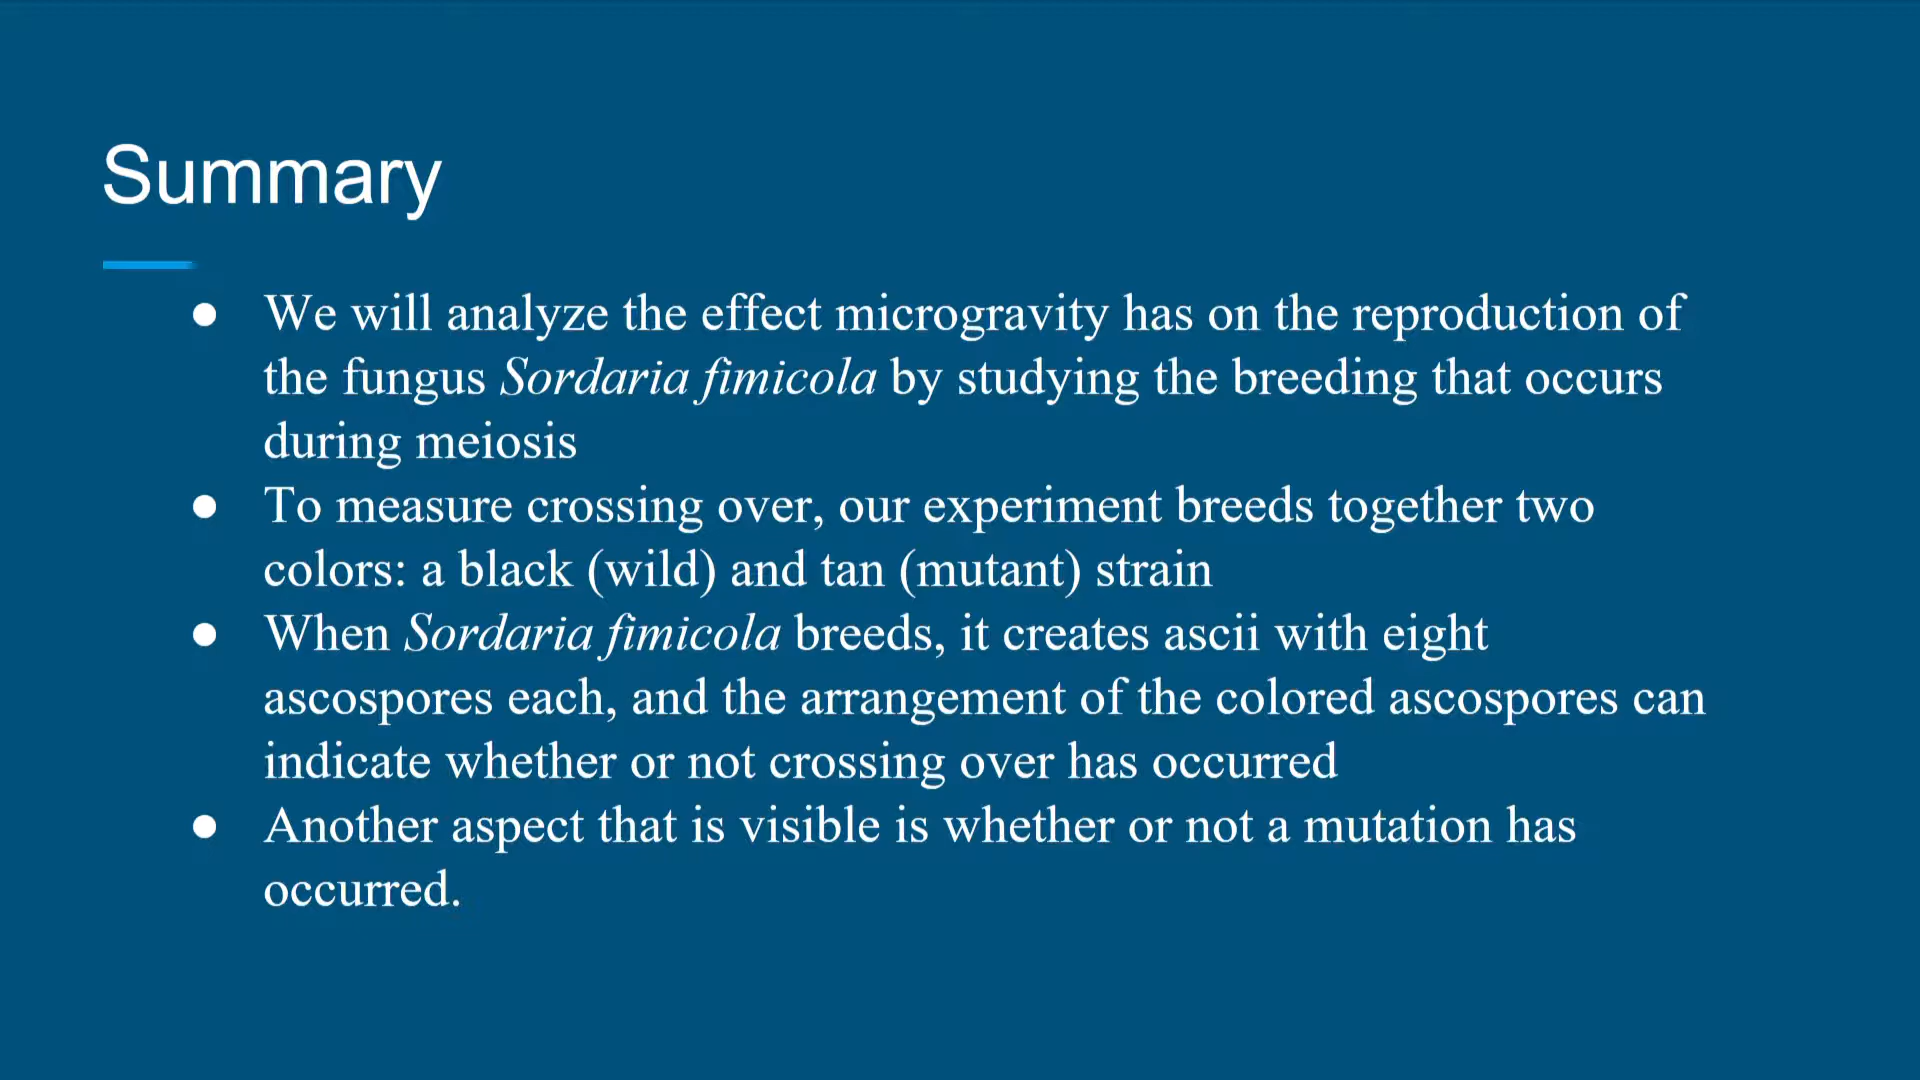 Summary
● We will analyze the effect microgravity has on the reproduction of
the fungus Sordaria fimicola by studying the breeding that occurs
during meiosis
● To measure crossing over, our experiment breeds together two
colors: a black (wild) and tan (mutant) strain
● When Sordaria fimicola breeds, it creates ascii with eight
ascospores each, and the arrangement of the colored ascospores can
indicate whether or not crossing over has occurred
● Another aspect that is visible is whether or not a mutation has
occurred.